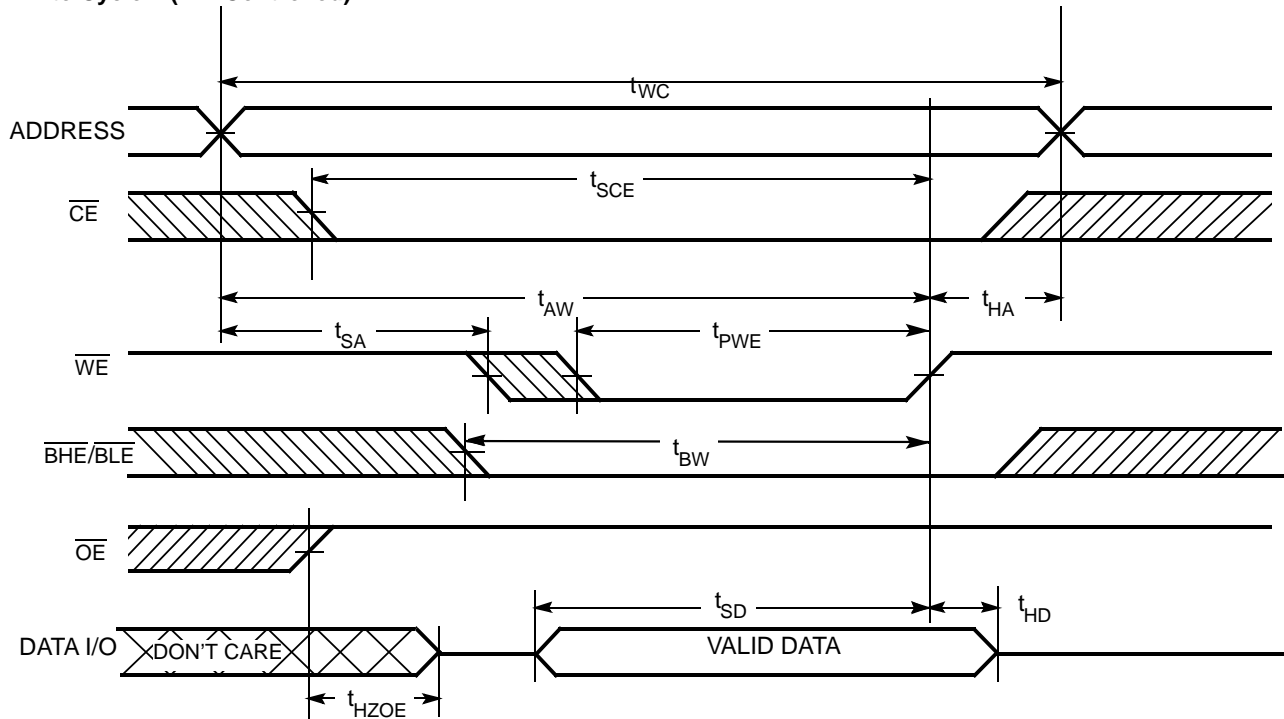 tWC
ADDRESS
tSCE
CE
tAW
tHA
tSA
tPWE
WE
BHE/BLE
tBW
OE
tSD
tHD
DATA I/O
DON'T CARE
VALID DATA
tHZOE